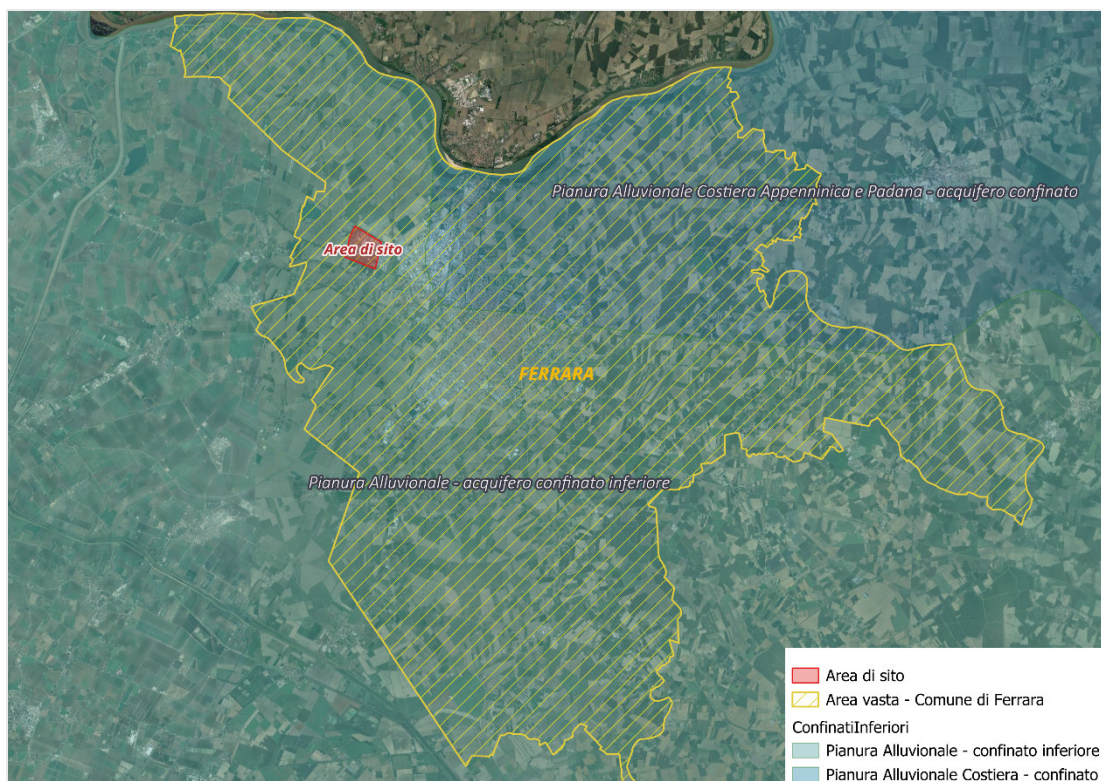 Pianura Alluvionale Costiera Appenninica e Padana - acquifero confinato
Area di sito
FERRARA
Pianura Alluvionale - acquifero confinato inferiore
Area di sito
Area vasta - Comune di Ferrara
ConfinatiInferiori
Pianura Alluvionale - confinato inferiore
Pianura Alluvionale Costiera - confinato